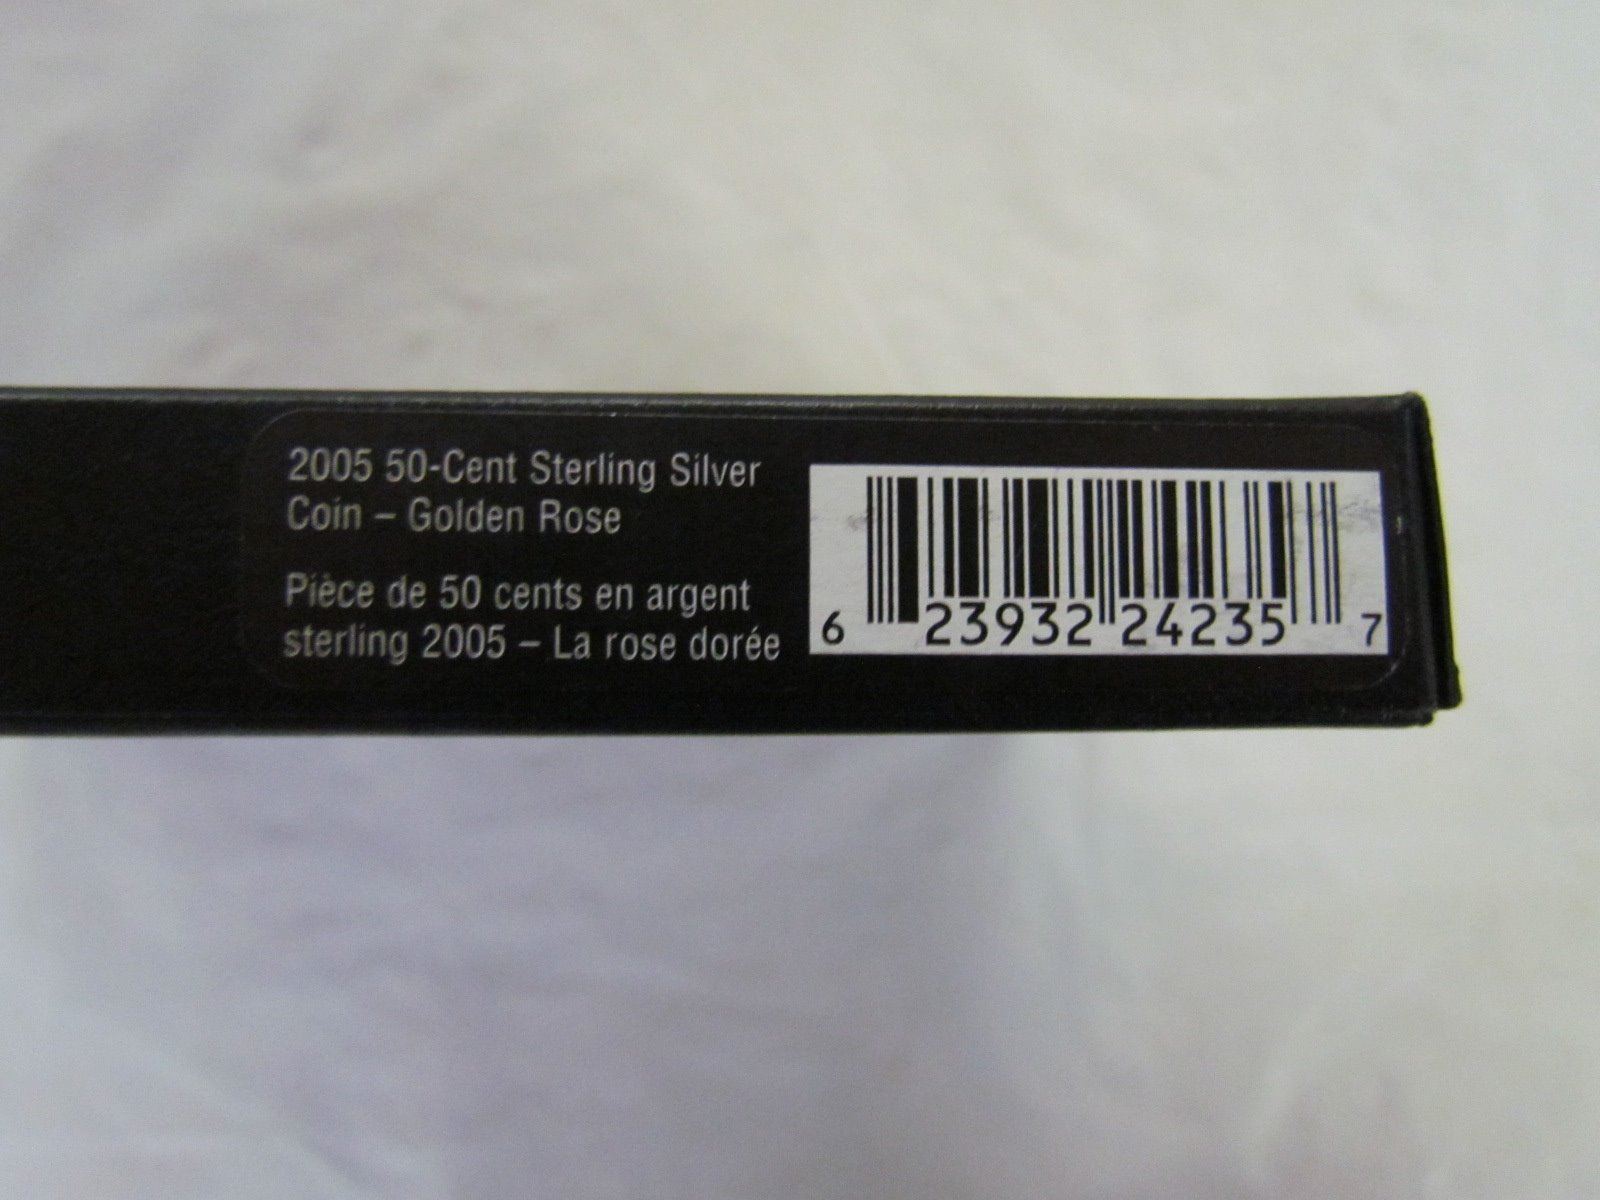 2005 50-Cent Sterling Silver
Coin – Golden Rose
Pièce de 50 cents en argent
sterling 2005 – La rose dorée
6 23932 24235 7